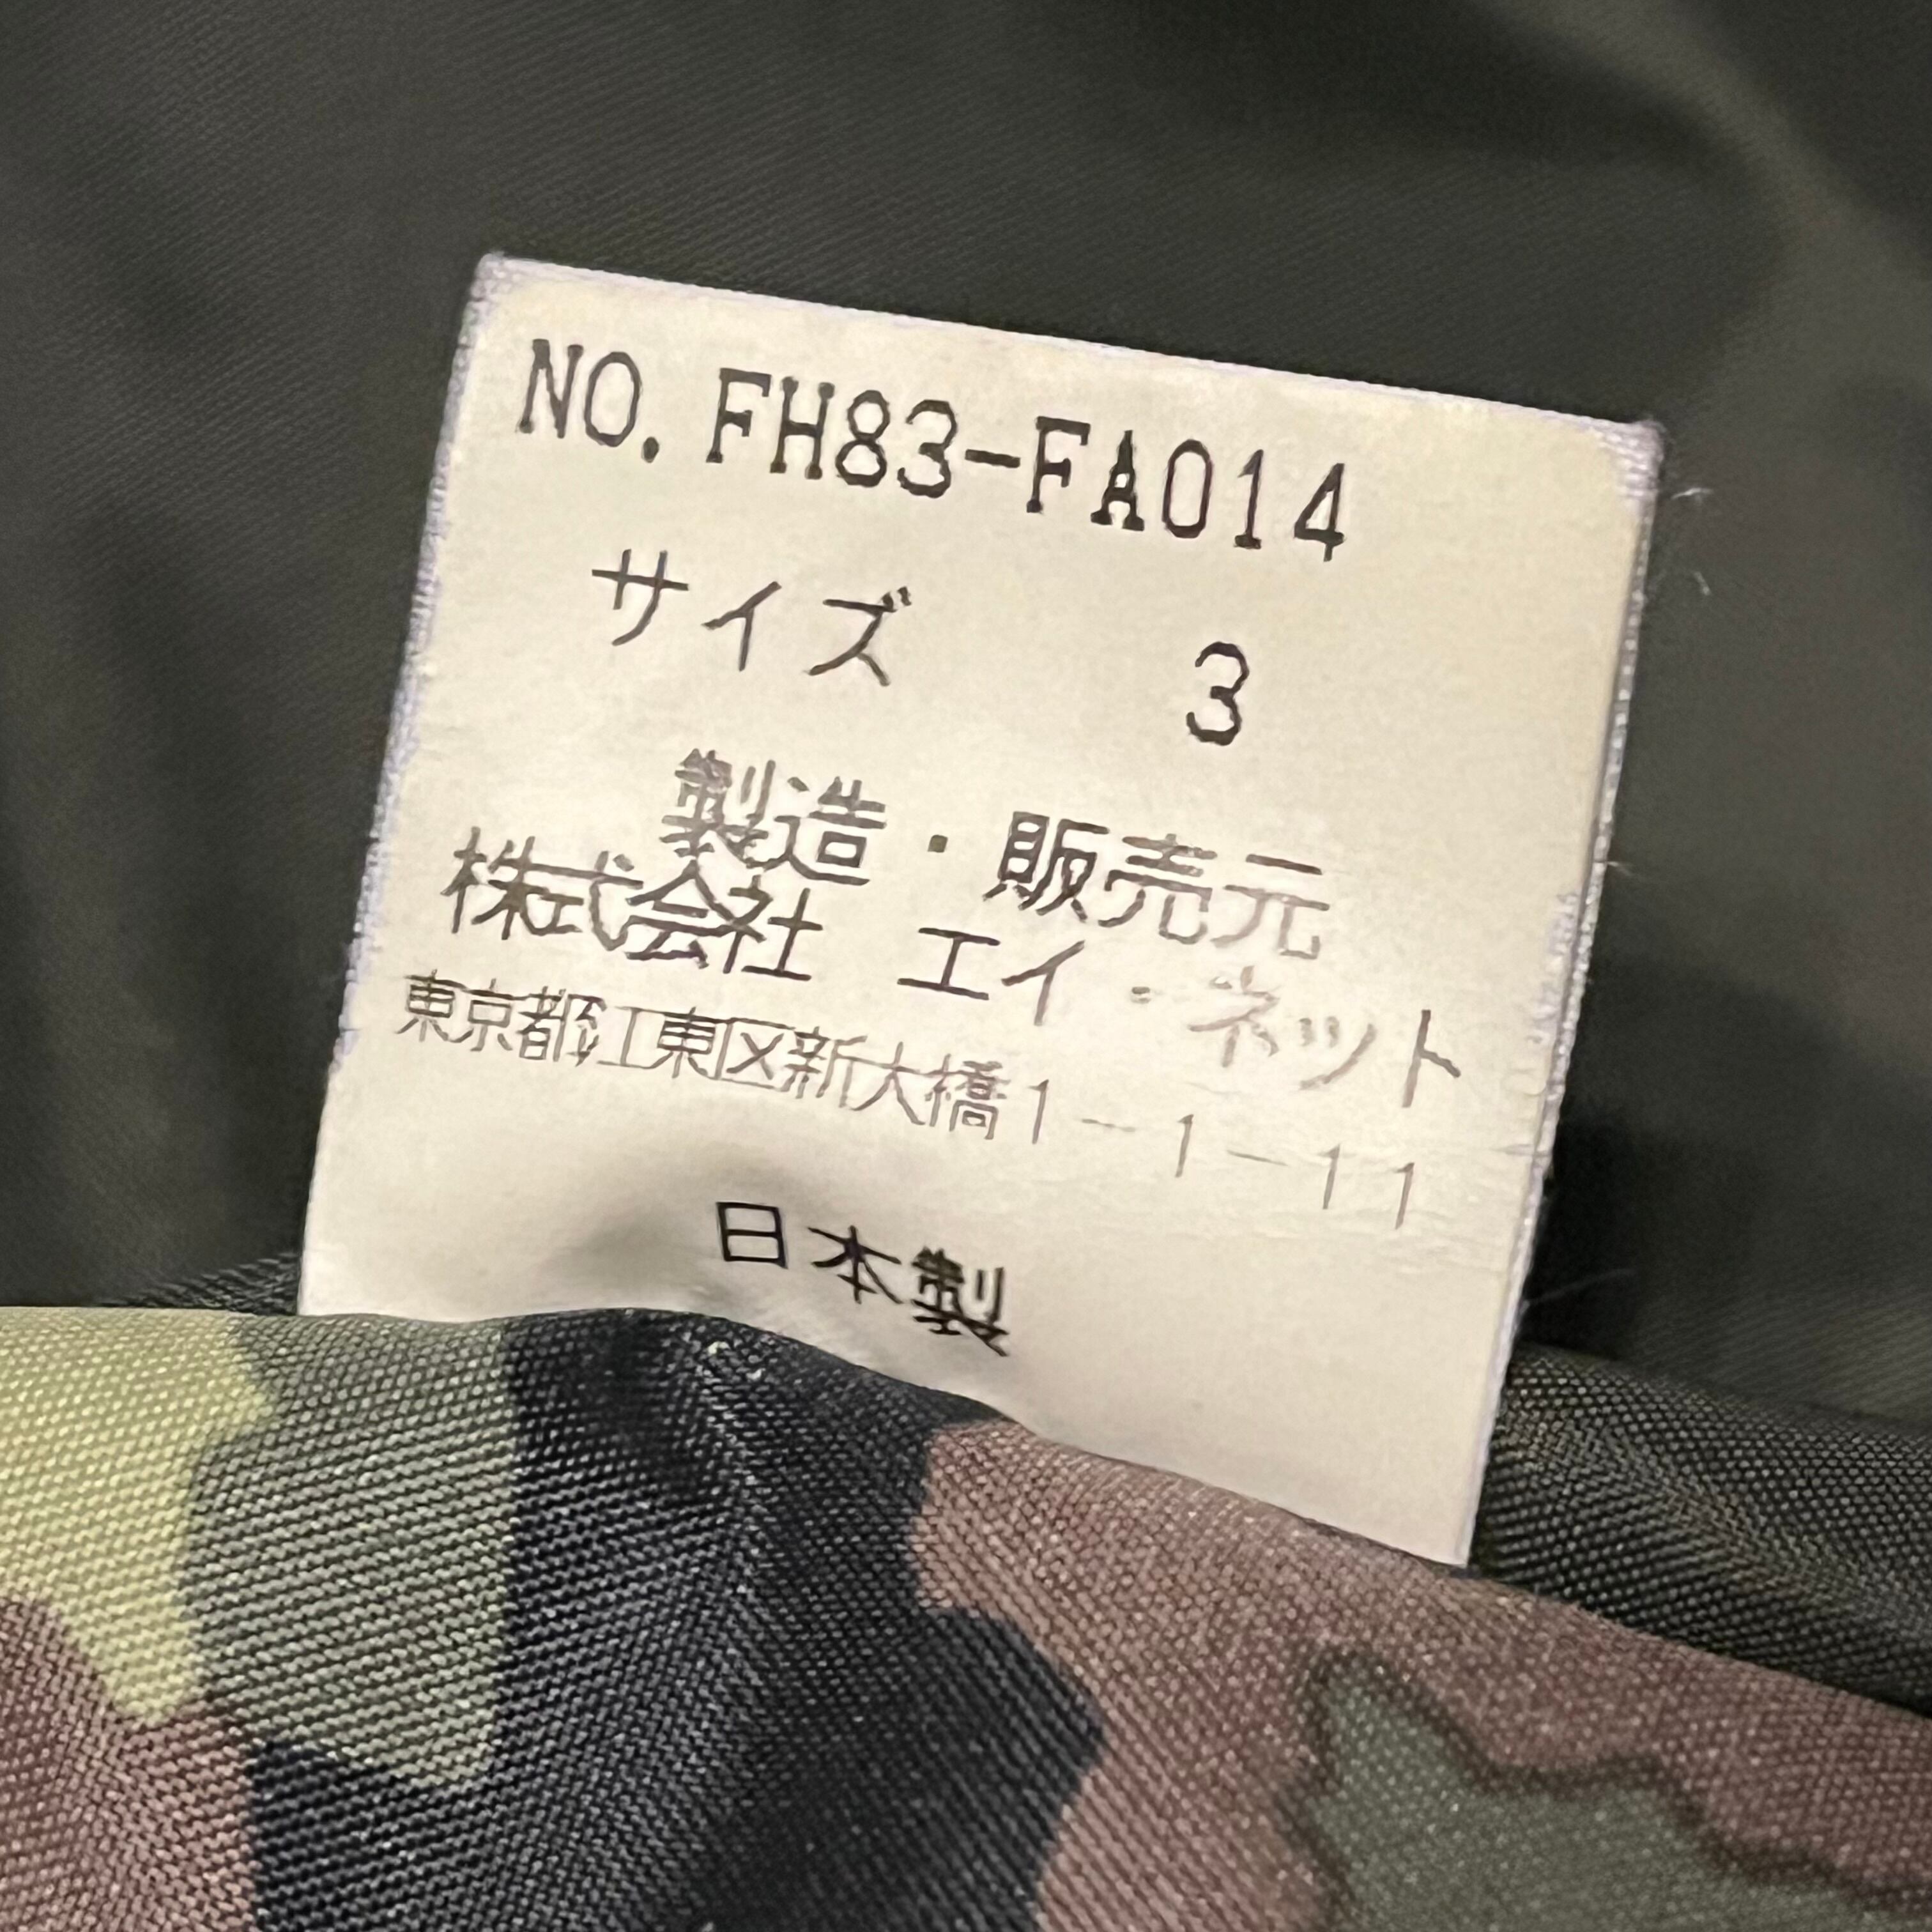 NO. FH83-FA014
サイズ 3
製造・販売元
株式会社 エイ・ネット
東京都江東区新大橋1-1-11
日本製